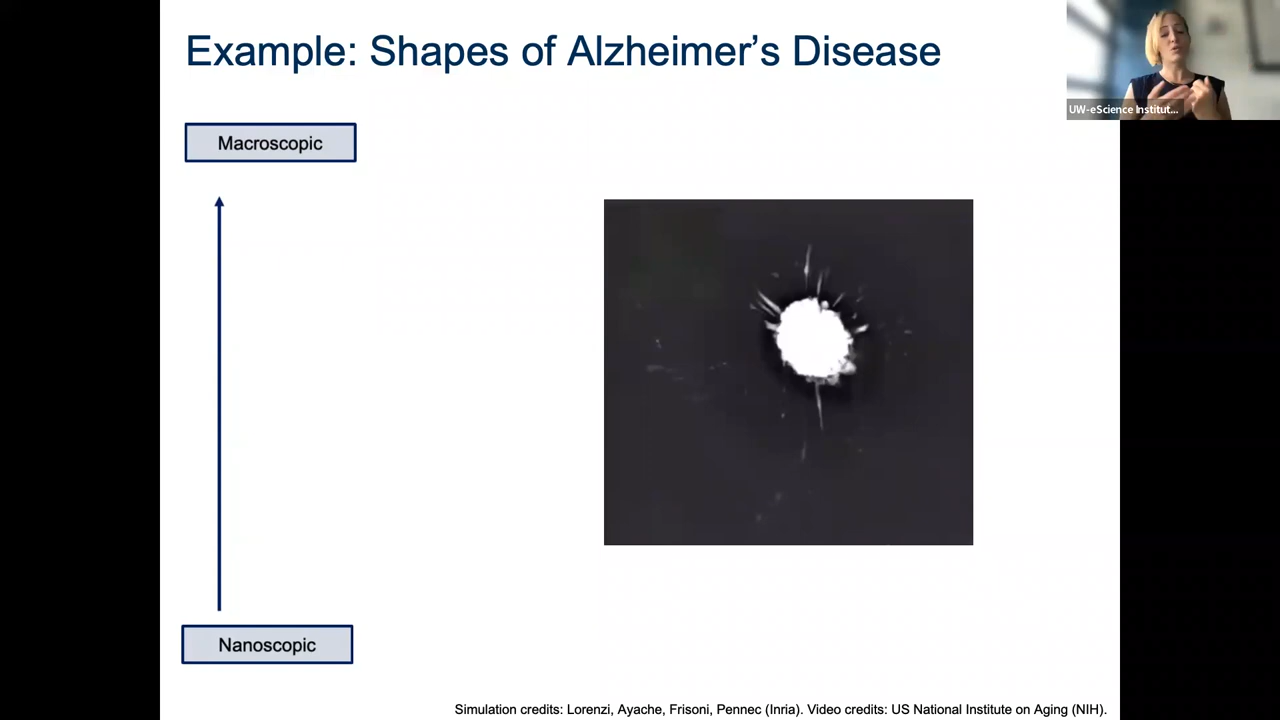 Example: Shapes of Alzheimer’s Disease
UW-eScience Institut...
Macroscopic
Nanoscopic
Simulation credits: Lorenzi, Ayache, Frisoni, Pennec (Inria). Video credits: US National Institute on Aging (NIH).